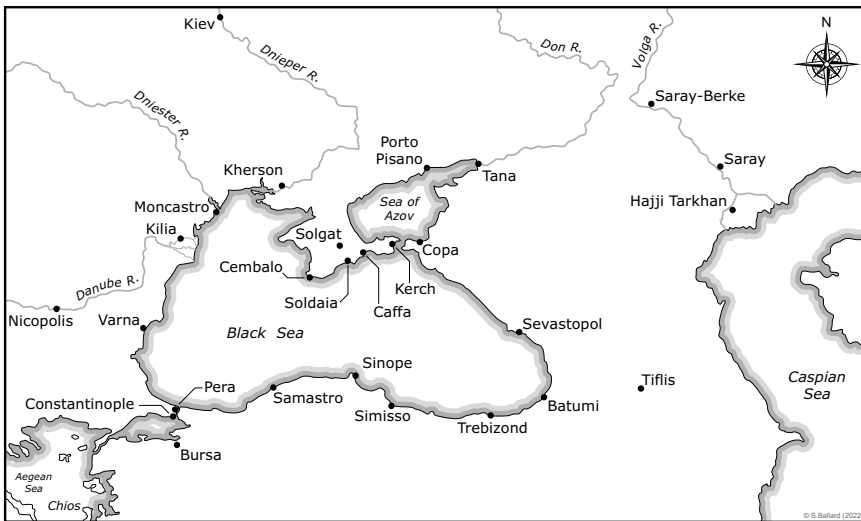 Kiev
Dnieper R.
Don R.
Volga R.
N
Dniester R.
Saray-Berke
Porto
Pisano
Tana
Saray
Kherson
Moncastro
Sea of
Azov
Hajji Tarkhan
Kilia
Solgat
Copa
Cembalo
Kerch
Danube R.
Soldaia
Caffa
Nicopolis
Varna
Black Sea
Sevastopol
Sinope
Tiflis
Caspian
Sea
Pera
Constantinople
Samastro
Simisso
Batumi
Trebizond
Bursa
Aegean
Sea
Chios
© S.Ballard (2022